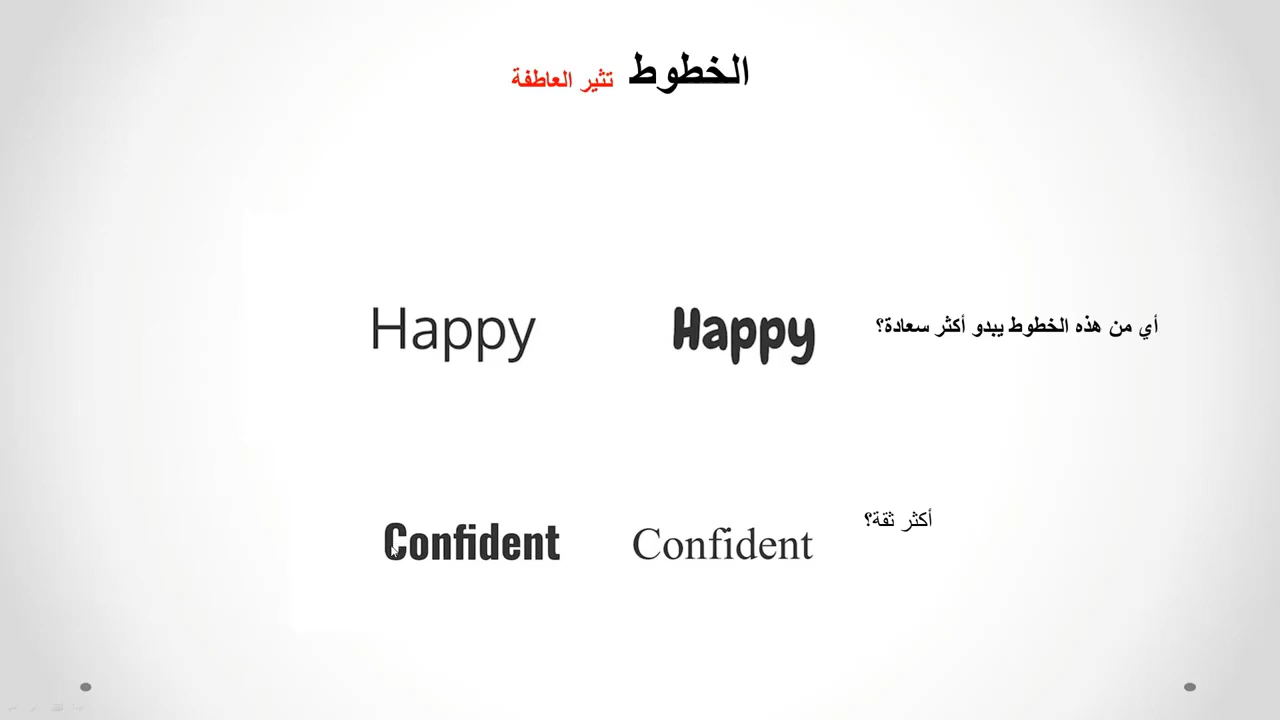 الخطوط تثير العاطفة
أي من هذه الخطوط يبدو أكثر سعادة؟
Happy Happy
أكثر ثقة؟
Confident Confident